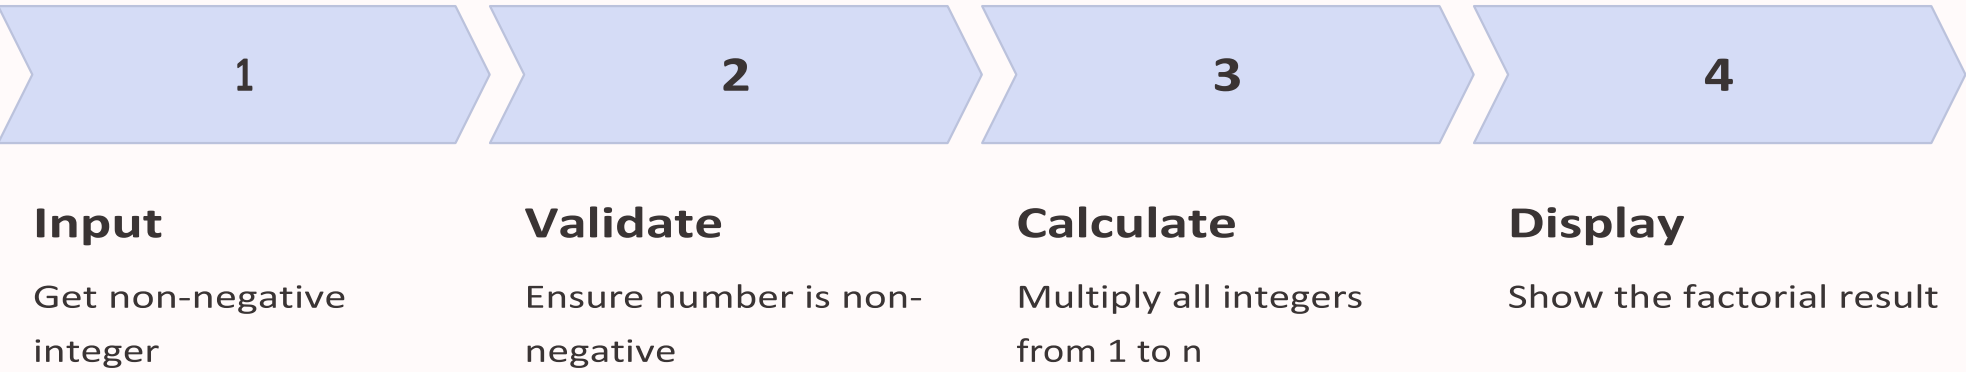 1
2
3
4
Input
Get non-negative
integer
Validate
Ensure number is non-
negative
Calculate
Multiply all integers
from 1 to n
Display
Show the factorial result